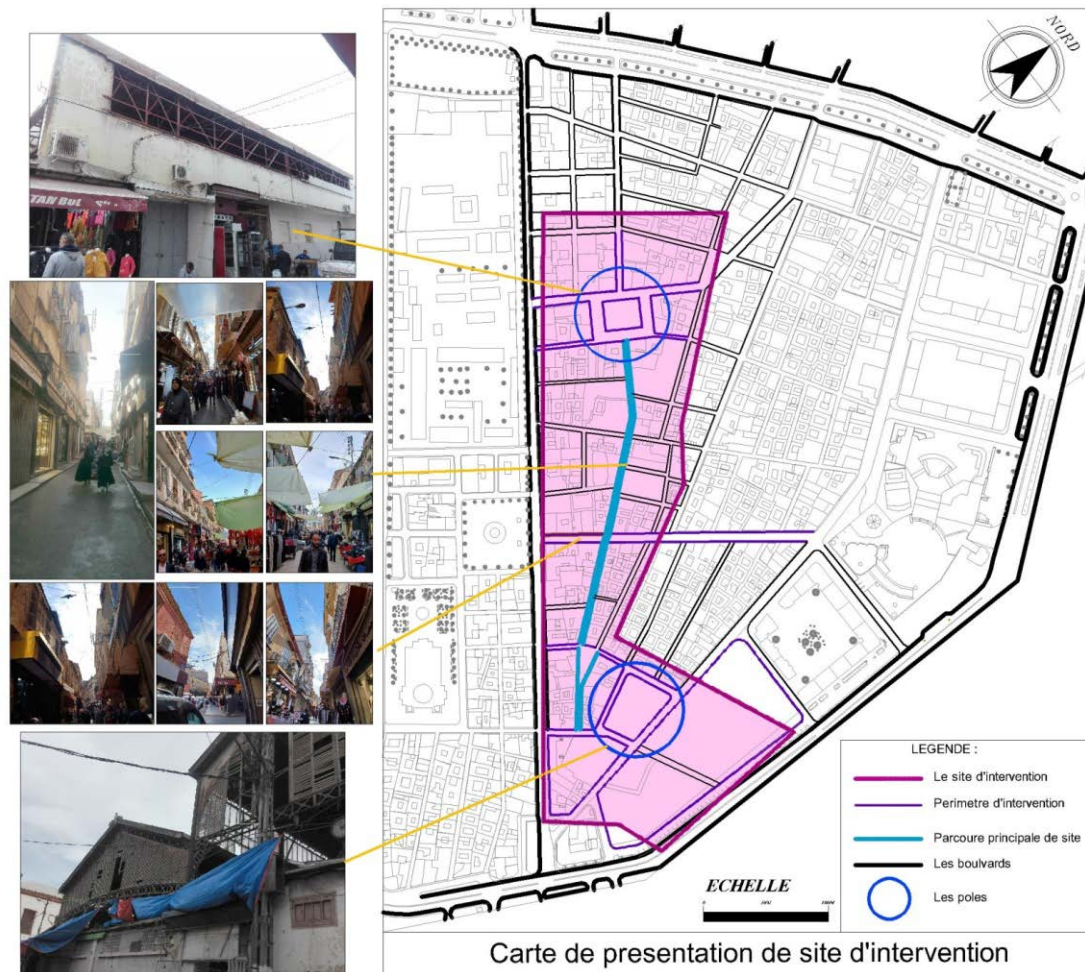 TAN BUL
NORD
LEGENDE :
Le site d'intervention
Perimetre d'intervention
Parcoure principale de site
Les boulvards
Les poles
ECHELLE
Carte de presentation de site d'intervention